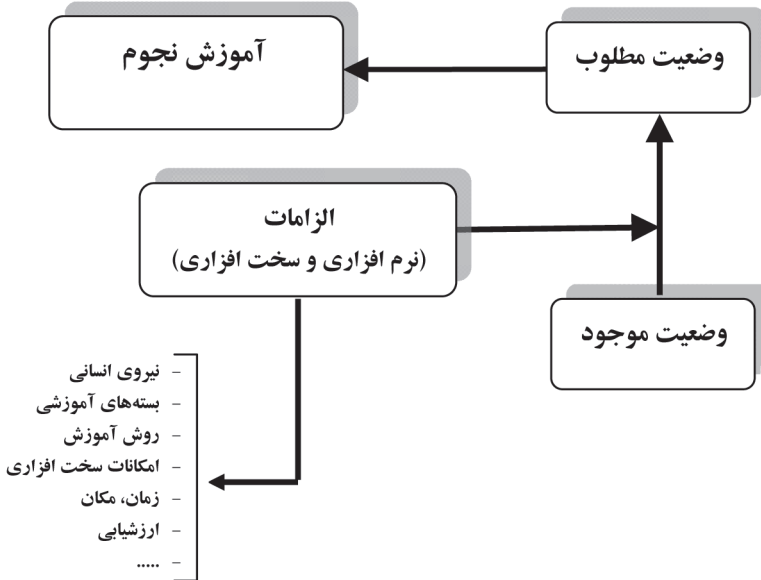 وضعیت مطلوب
آموزش نجوم
الزامات
(نرم افزاری و سخت افزاری)
وضعیت موجود
- نیروی انسانی
- بسته‌های آموزشی
- روش آموزش
- امکانات سخت افزاری
- زمان، مکان
- ارزشیابی
- .....